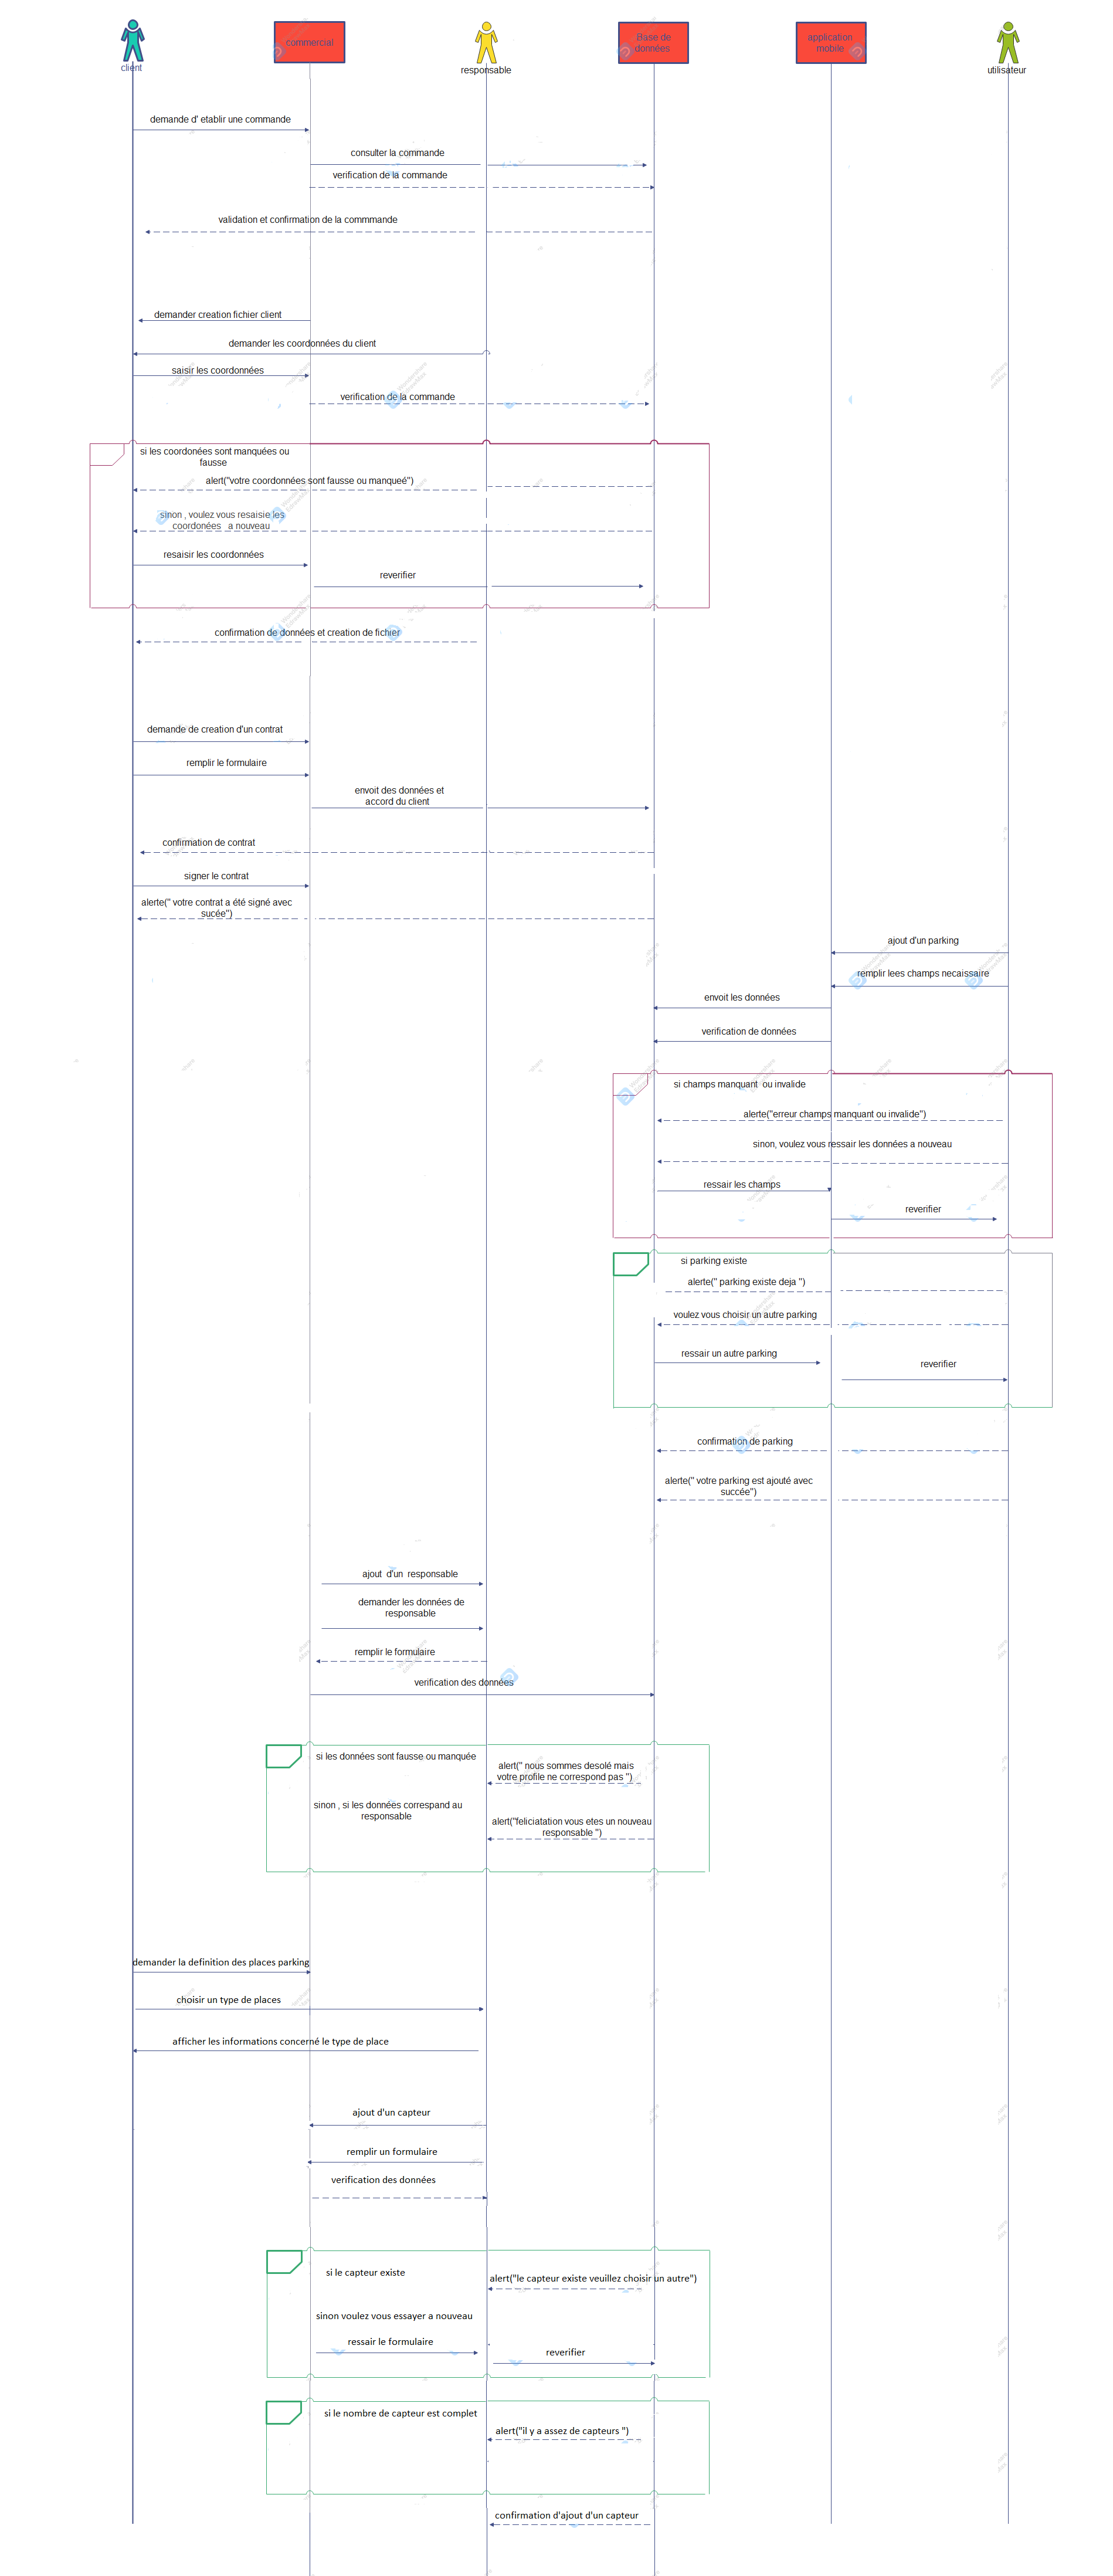 client
commercial
responsable
Base de
données
application
mobile
utilisateur
demande d' etablir une commande
consulter la commande
verification de la commande
validation et confirmation de la commmande
demander creation fichier client
demander les coordonnées du client
saisir les coordonnées
verification de la commande
si les coordonées sont manquées ou
fausse
alert("votre coordonnées sont fausse ou manqueé")
sinon , voulez vous resaisie les
coordonées a nouveau
resaisir les coordonnées
reverifier
confirmation de données et creation de fichier
demande de creation d'un contrat
remplir le formulaire
envoit des données et
accord du client
confirmation de contrat
signer le contrat
alerte(" votre contrat a été signé avec
sucée")
ajout d'un parking
remplir lees champs necaissaire
envoit les données
verification de données
si champs manquant ou invalide
alerte("erreur champs manquant ou invalide")
sinon, voulez vous ressair les données a nouveau
ressair les champs
reverifier
si parking existe
alerte(" parking existe deja ")
voulez vous choisir un autre parking
ressair un autre parking
reverifier
confirmation de parking
alerte(" votre parking est ajouté avec
succée")
ajout d'un responsable
demander les données de
responsable
remplir le formulaire
verification des données
si les données sont fausse ou manquée
alert(" nous sommes desolé mais
votre profile ne correspond pas ")
sinon , si les données correspand au
responsable
alert("feliciatation vous etes un nouveau
responsable ")
demander la definition des places parking
choisir un type de places
afficher les informations concerné le type de place
ajout d'un capteur
remplir un formulaire
verification des données
si le capteur existe
alert("le capteur existe veuillez choisir un autre")
sinon voulez vous essayer a nouveau
ressair le formulaire
reverifier
si le nombre de capteur est complet
alert("il y a assez de capteurs ")
confirmation d'ajout d'un capteur